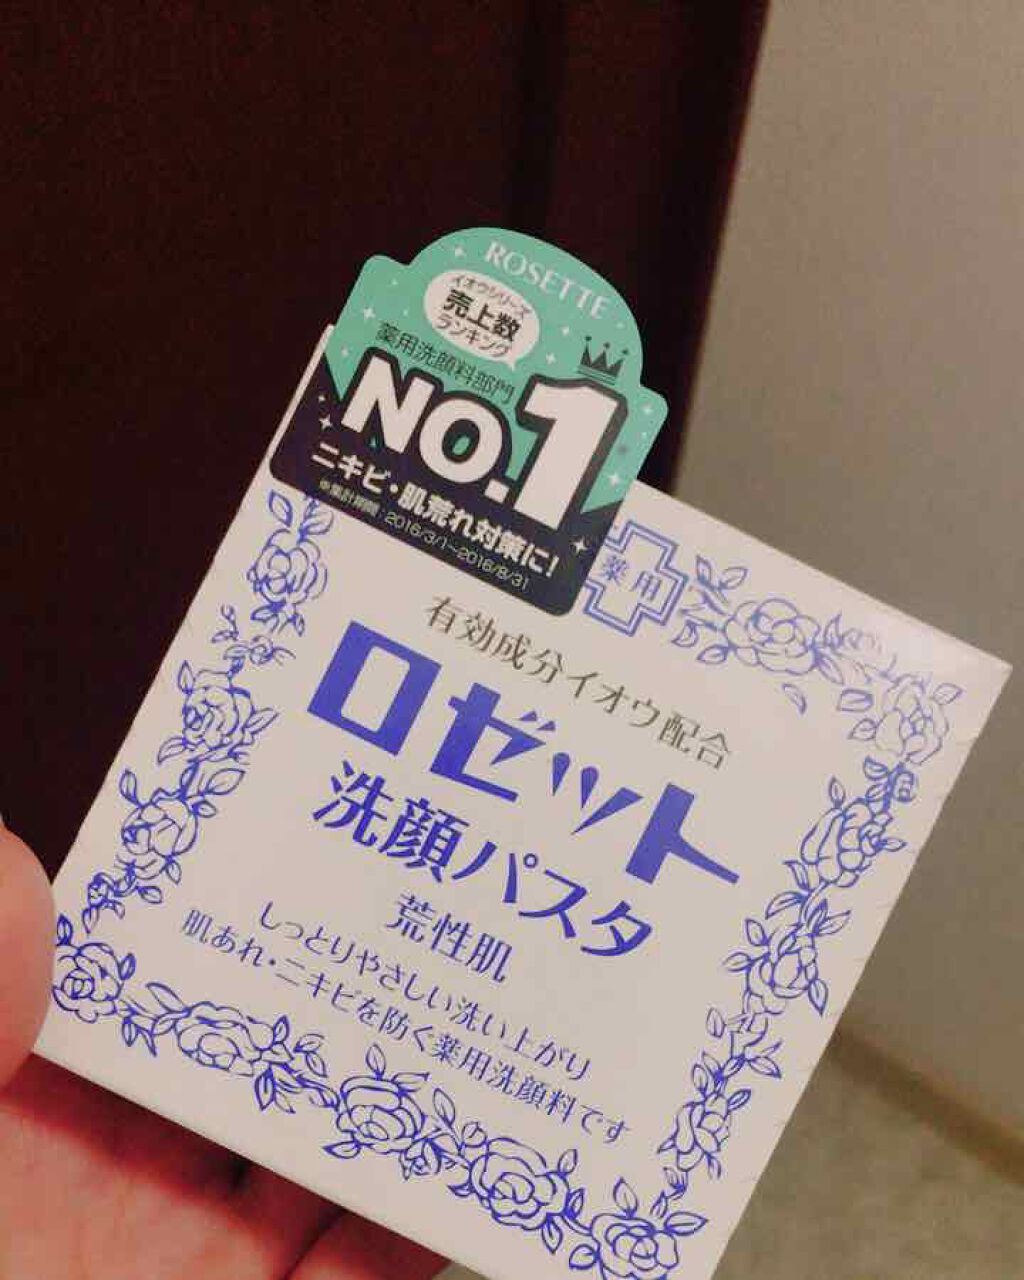 ROSETTE
イオウシリーズ
売上数
ランキング
薬用洗顔料部門
NO.1
ニキビ・肌荒れ対策に!
※集計期間:2016/3/1~2016/8/31
薬用
有効成分イオウ配合
ロゼット
洗顔パスタ
荒性肌
しっとりやさしい洗い上がり
肌あれ・ニキビを防ぐ薬用洗顔料です